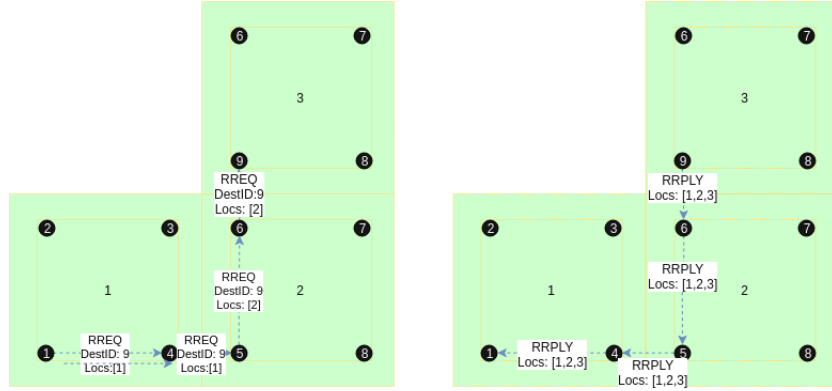 6
7
3
9
8
RREQ
DestID:9
Locs: [2]
2
3
6
7
1
RREQ
DestID: 9
Locs: [2]
2
RREQ
DestID: 9
Locs:[1]
RREQ
DestID: 9
Locs:[1]
1
4
5
8
6
7
3
9
8
RRPLY
Locs: [1,2,3]
2
3
6
7
1
RRPLY
Locs: [1,2,3]
2
RRPLY
Locs: [1,2,3]
1
4
5
8
RRPLY
Locs: [1,2,3]